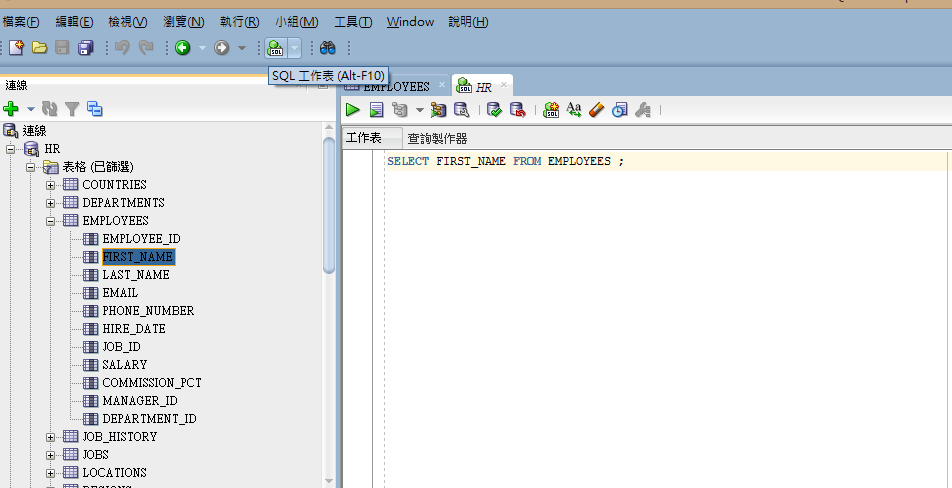 檔案(F) 編輯(E) 檢視(V) 瀏覽(N) 執行(R) 小組(M) 工具(T) Window 說明(H)
SQL
SQL 工作表 (Alt-F10)
連線
EMPLOYEES
HR
SQL
Aa
連線
工作表 查詢製作器
HR
SELECT FIRST_NAME FROM EMPLOYEES ;
表格 (已篩選)
COUNTRIES
DEPARTMENTS
EMPLOYEES
EMPLOYEE_ID
FIRST_NAME
LAST_NAME
EMAIL
PHONE_NUMBER
HIRE_DATE
JOB_ID
SALARY
COMMISSION_PCT
MANAGER_ID
DEPARTMENT_ID
JOB_HISTORY
JOBS
LOCATIONS